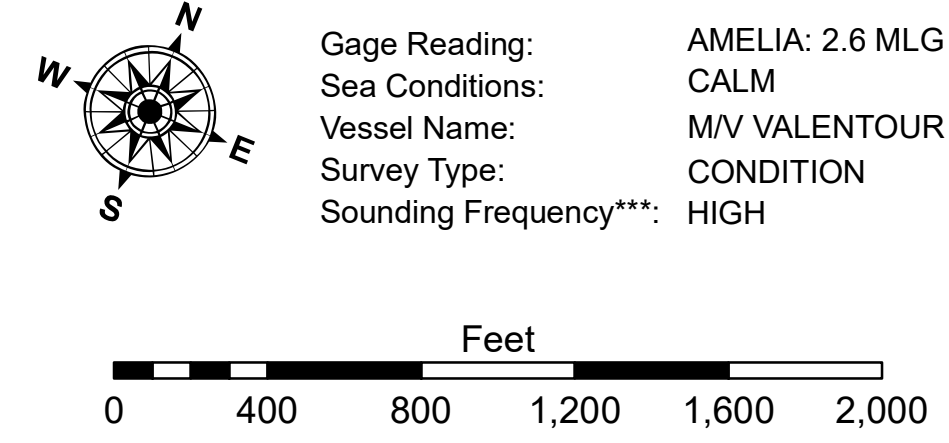 N
W
E
S
Gage Reading: AMELIA: 2.6 MLG
Sea Conditions: CALM
Vessel Name: M/V VALENTOUR
Survey Type: CONDITION
Sounding Frequency***: HIGH
Feet
0 400 800 1,200 1,600 2,000